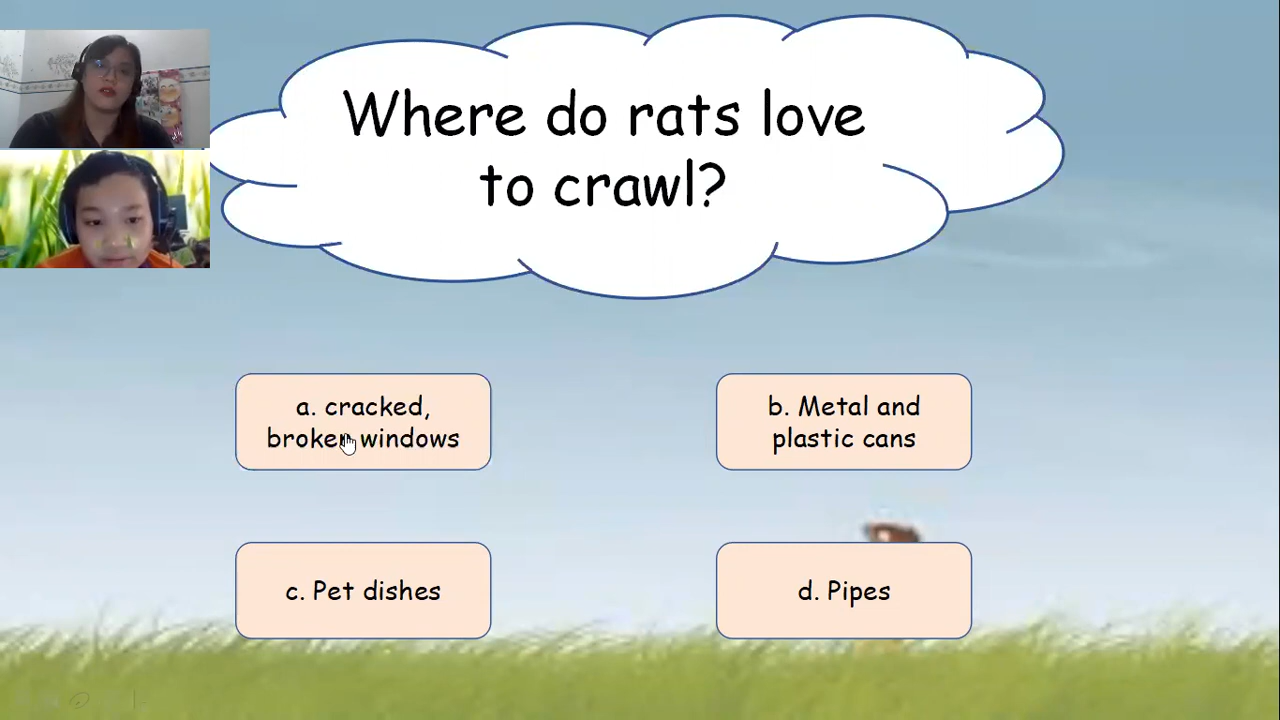 Where do rats love
to crawl?
a. cracked,
broken windows
b. Metal and
plastic cans
c. Pet dishes
d. Pipes